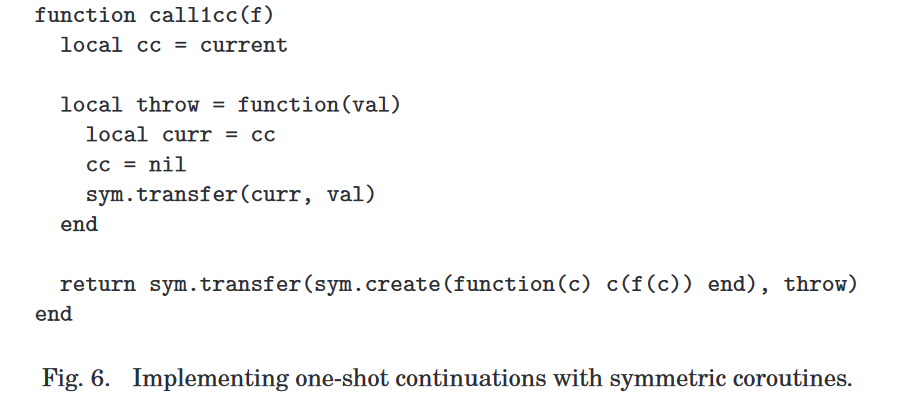 function call1cc(f)
  local cc = current

  local throw = function(val)
    local curr = cc
    cc = nil
    sym.transfer(curr, val)
  end

  return sym.transfer(sym.create(function(c) c(f(c)) end), throw)
end

Fig. 6. Implementing one-shot continuations with symmetric coroutines.